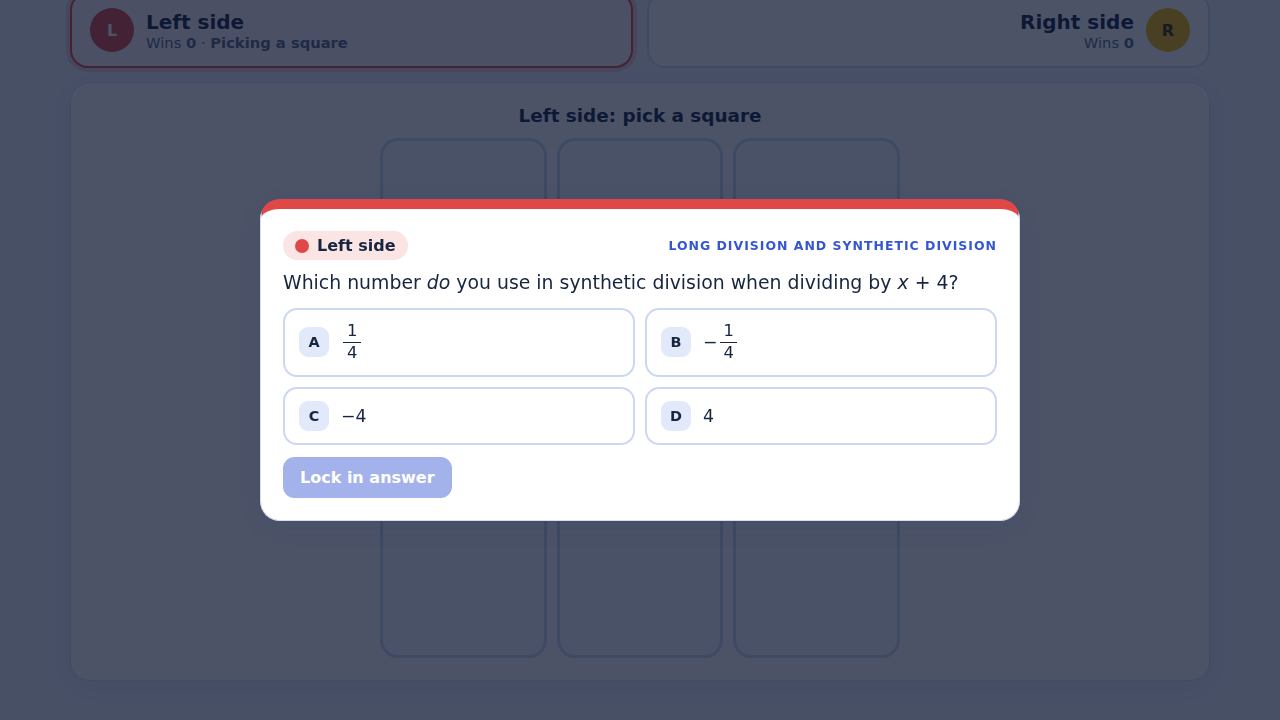 L
Left side
Wins 0 · Picking a square
Right side
Wins 0
R
Left side: pick a square
Left side
LONG DIVISION AND SYNTHETIC DIVISION
Which number do you use in synthetic division when dividing by x + 4?
A 1/4
B −1/4
C −4
D 4
Lock in answer